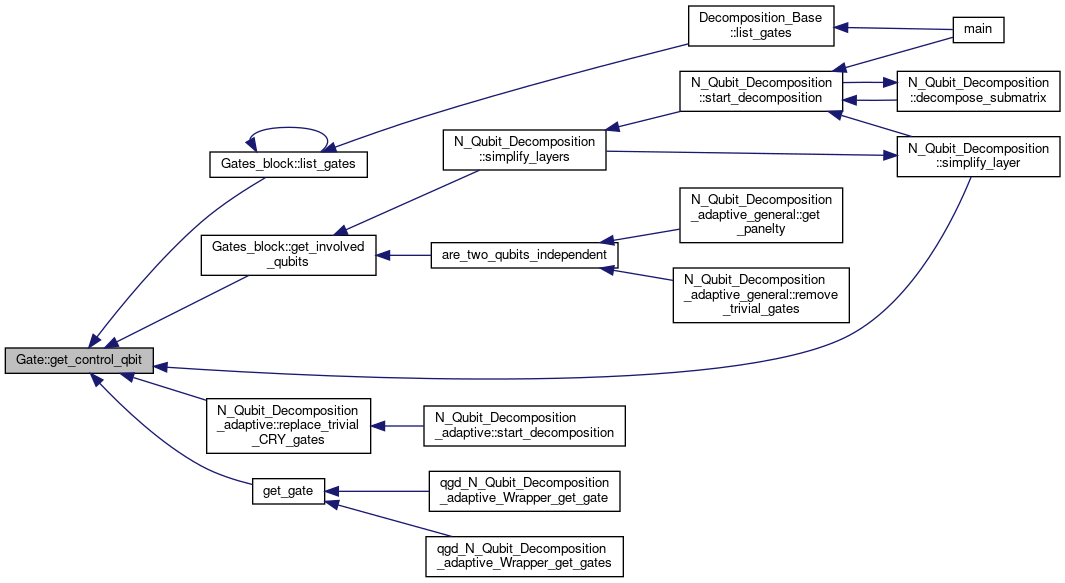 Decomposition_Base
::list_gates
main
N_Qubit_Decomposition
::start_decomposition
N_Qubit_Decomposition
::decompose_submatrix
N_Qubit_Decomposition
::simplify_layers
N_Qubit_Decomposition
::simplify_layer
Gates_block::list_gates
N_Qubit_Decomposition
_adaptive_general::get
_panelty
Gates_block::get_involved
_qubits
are_two_qubits_independent
N_Qubit_Decomposition
_adaptive_general::remove
_trivial_gates
Gate::get_control_qbit
N_Qubit_Decomposition
_adaptive::replace_trivial
_CRY_gates
N_Qubit_Decomposition
_adaptive::start_decomposition
get_gate
qgd_N_Qubit_Decomposition
_adaptive_Wrapper_get_gate
qgd_N_Qubit_Decomposition
_adaptive_Wrapper_get_gates